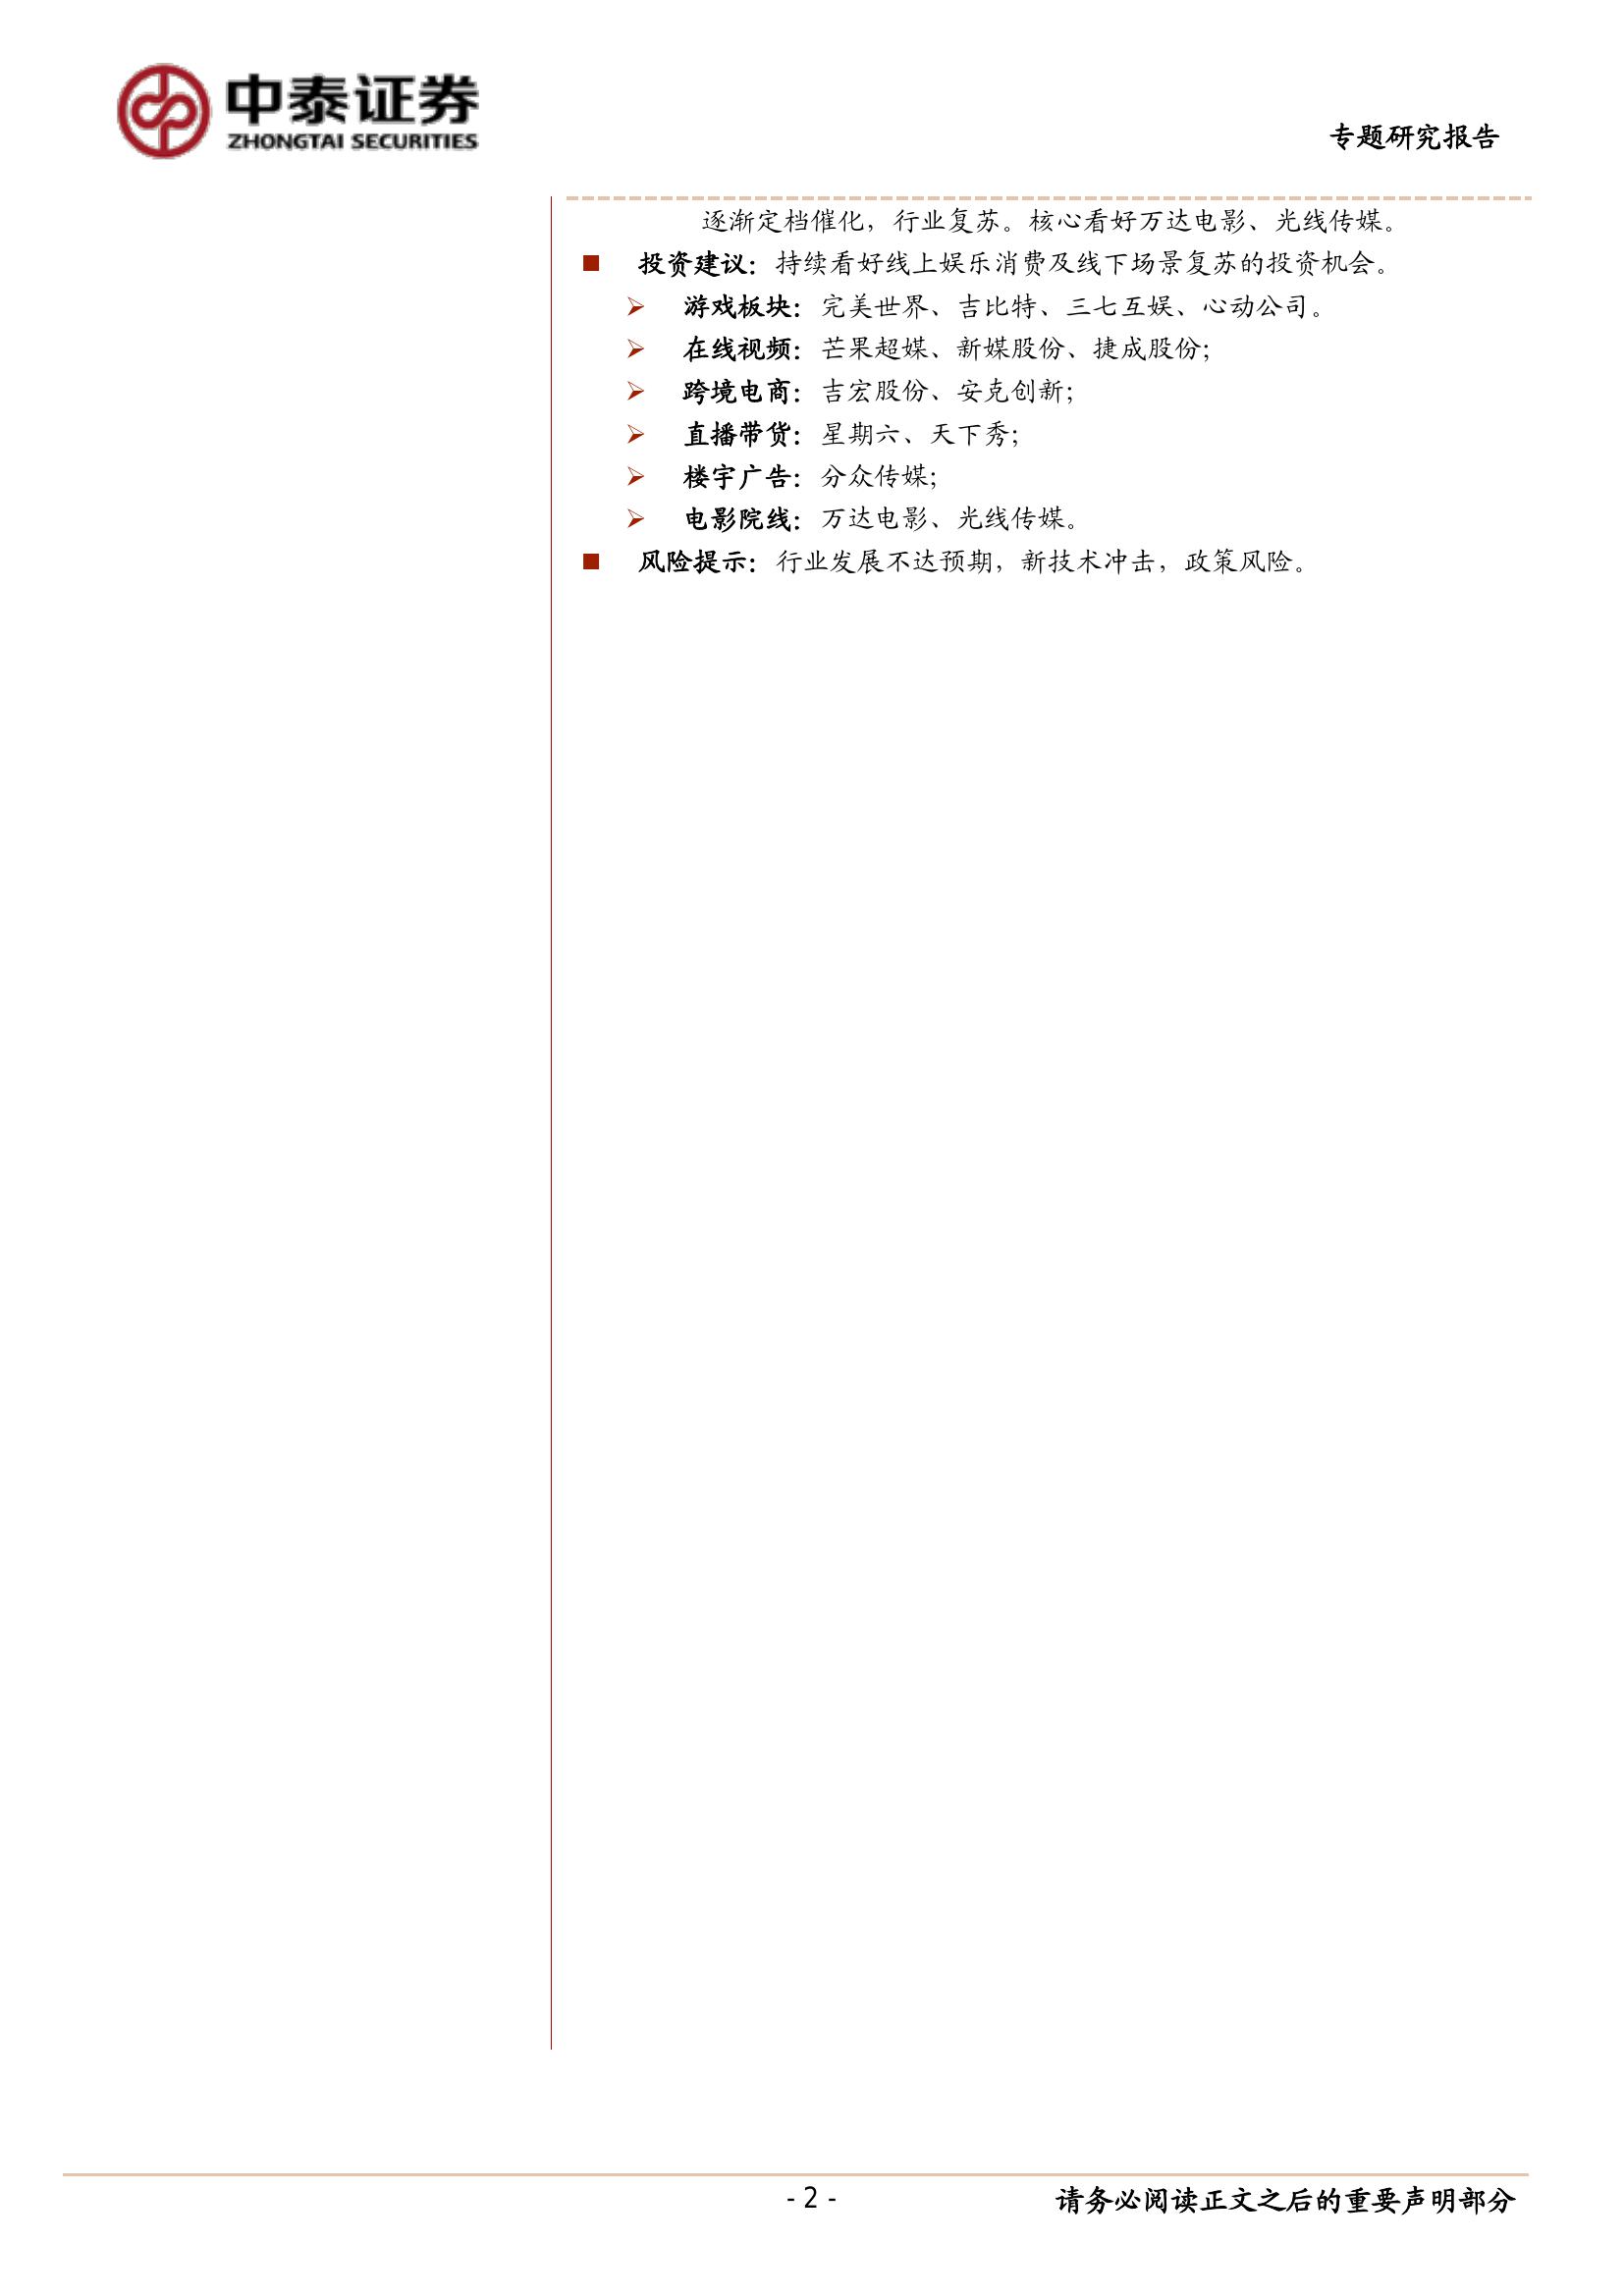 中泰证券
ZHONGTAI SECURITIES
专题研究报告
逐渐定档催化，行业复苏。核心看好万达电影、光线传媒。
投资建议：持续看好线上娱乐消费及线下场景复苏的投资机会。
游戏板块：完美世界、吉比特、三七互娱、心动公司。
在线视频：芒果超媒、新媒股份、捷成股份；
跨境电商：吉宏股份、安克创新；
直播带货：星期六、天下秀；
楼宇广告：分众传媒；
电影院线：万达电影、光线传媒。
风险提示：行业发展不达预期，新技术冲击，政策风险。
- 2 -
请务必阅读正文之后的重要声明部分